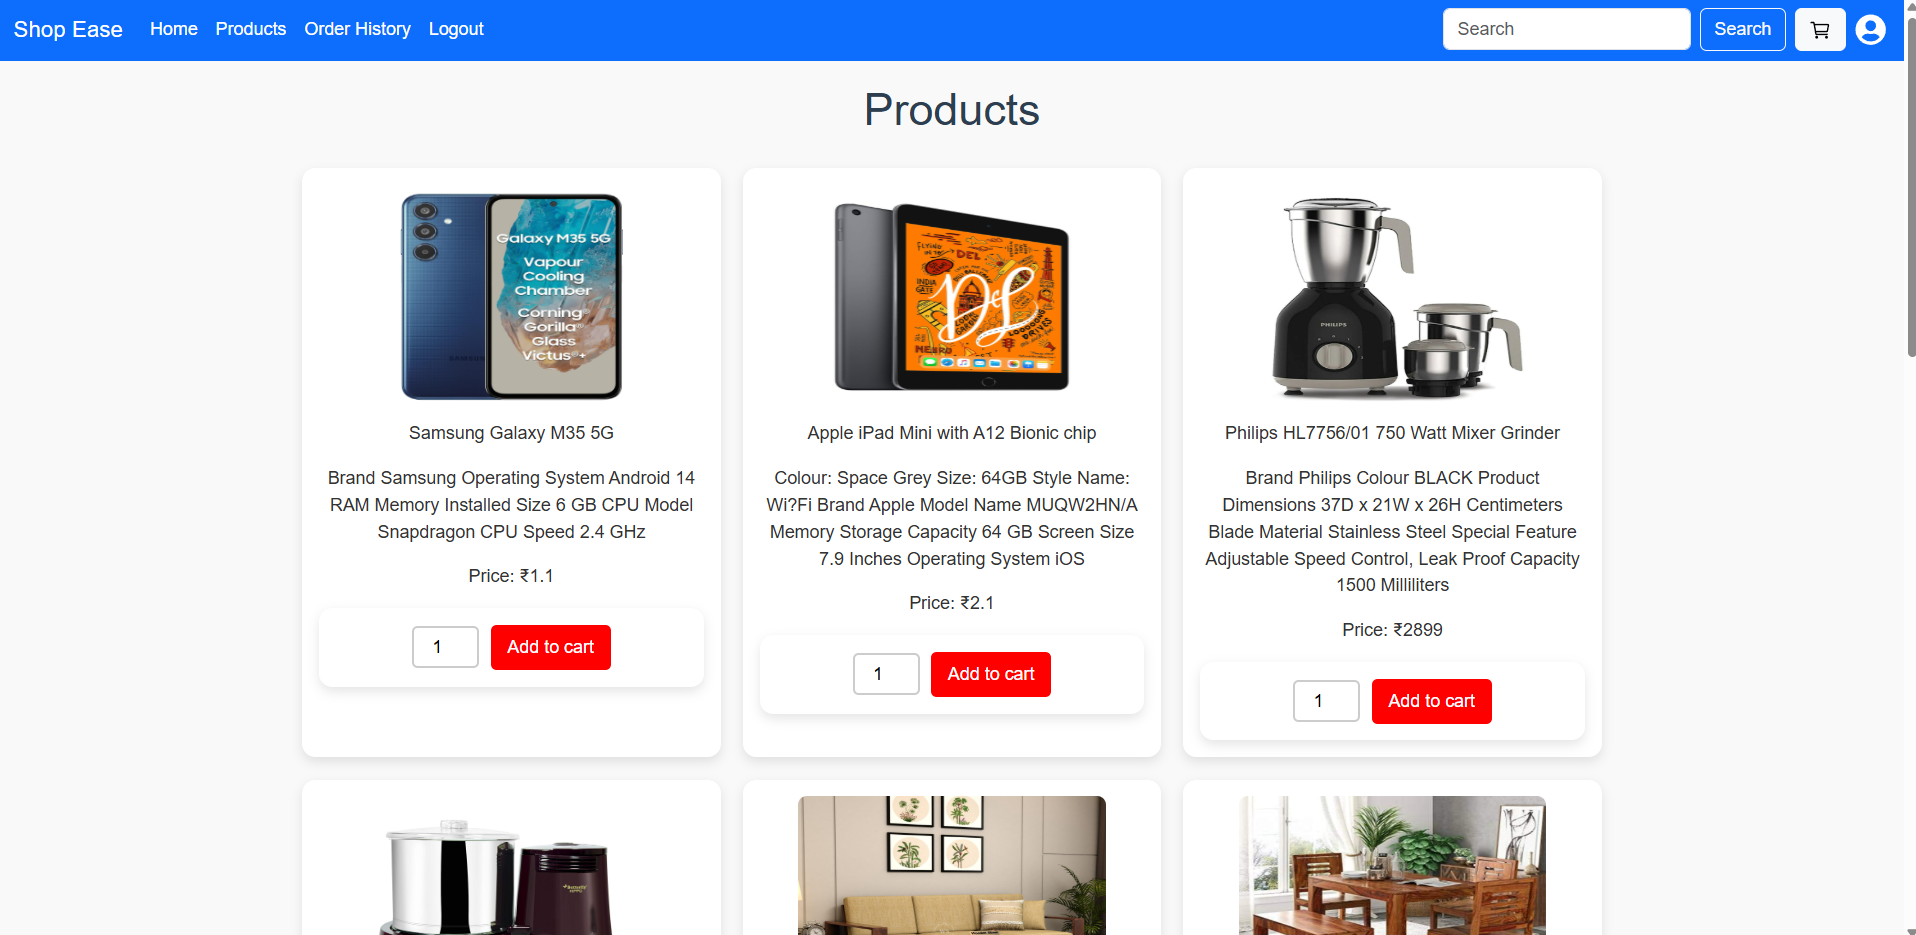 Shop Ease Home Products Order History Logout Search Search
Products
Galaxy M35 5G
Vapour
Cooling
Chamber
Corning®
Gorilla®
Glass
Victus®+
SAMSUNG
DEL
INDIA
GATE
PHILIPS
Samsung Galaxy M35 5G
Brand Samsung Operating System Android 14
RAM Memory Installed Size 6 GB CPU Model
Snapdragon CPU Speed 2.4 GHz
Price: ₹1.1
1 Add to cart
Apple iPad Mini with A12 Bionic chip
Colour: Space Grey Size: 64GB Style Name:
Wi?Fi Brand Apple Model Name MUQW2HN/A
Memory Storage Capacity 64 GB Screen Size
7.9 Inches Operating System iOS
Price: ₹2.1
1 Add to cart
Philips HL7756/01 750 Watt Mixer Grinder
Brand Philips Colour BLACK Product
Dimensions 37D x 21W x 26H Centimeters
Blade Material Stainless Steel Special Feature
Adjustable Speed Control, Leak Proof Capacity
1500 Milliliters
Price: ₹2899
1 Add to cart
Butterfly